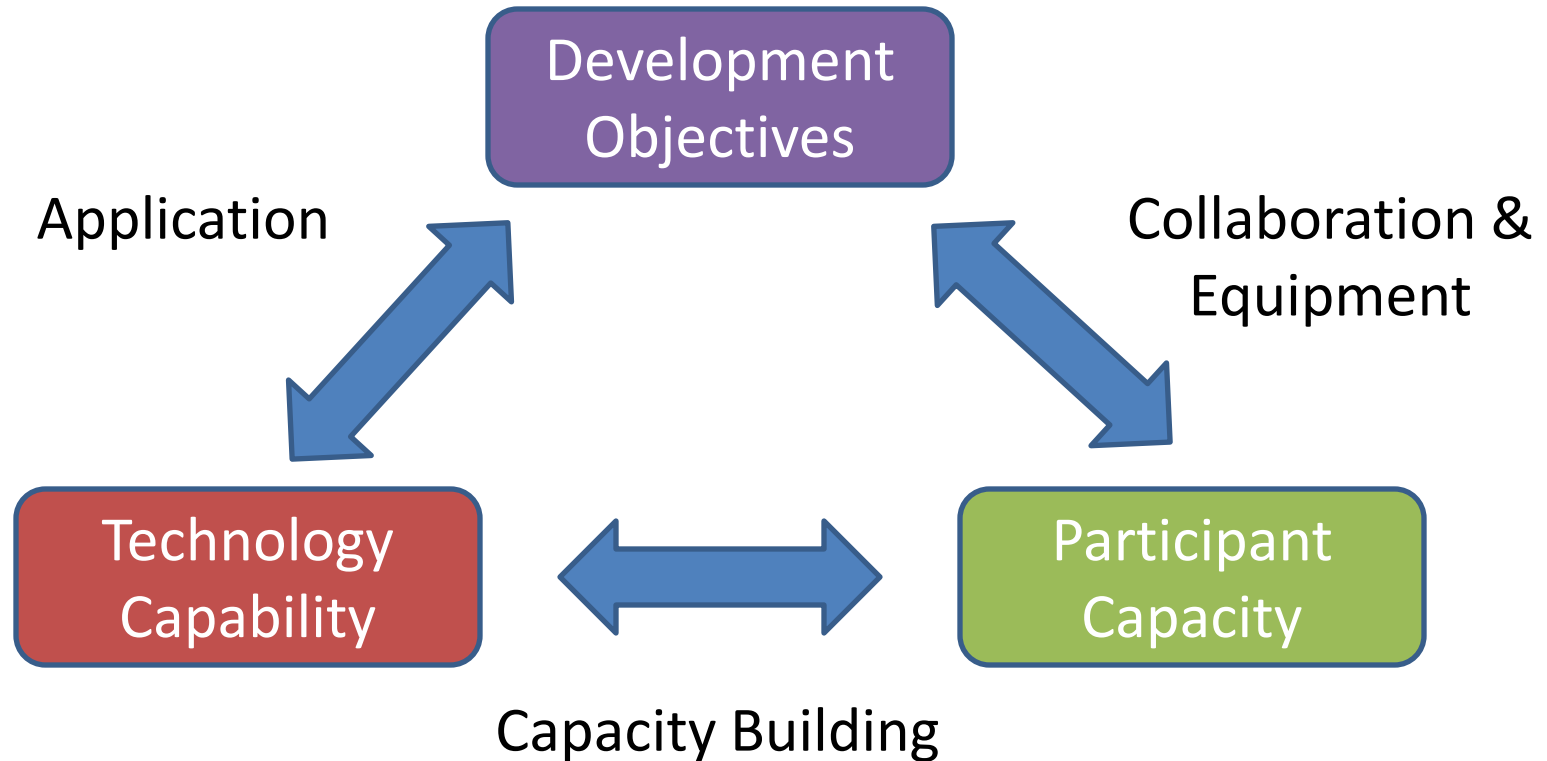 Development
Objectives
Application
Collaboration &
Equipment
Technology
Capability
Participant
Capacity
Capacity Building